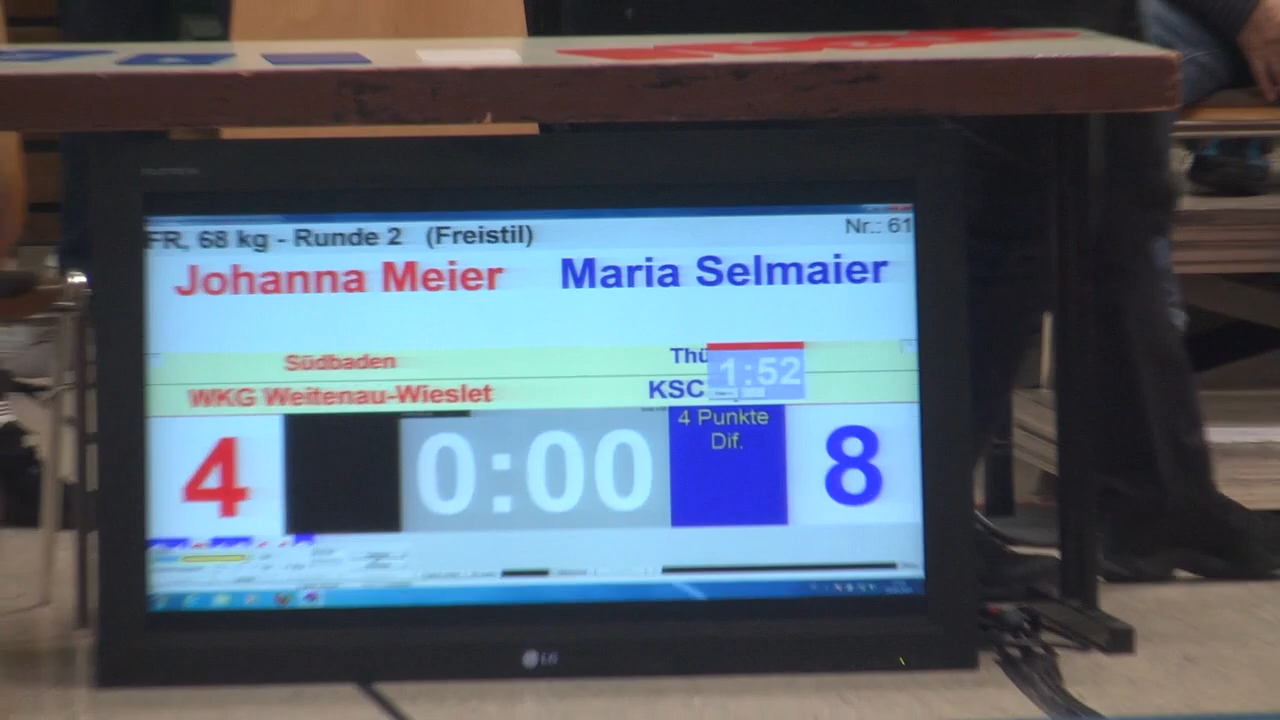 FR, 68 kg - Runde 2 (Freistil)
Nr.: 61
Johanna Meier
Maria Selmaier
Südbaden
Thü
WKG Weitenau-Wieslet
KSC
1:52
4
0:00
4 Punkte
Dif.
8
LG